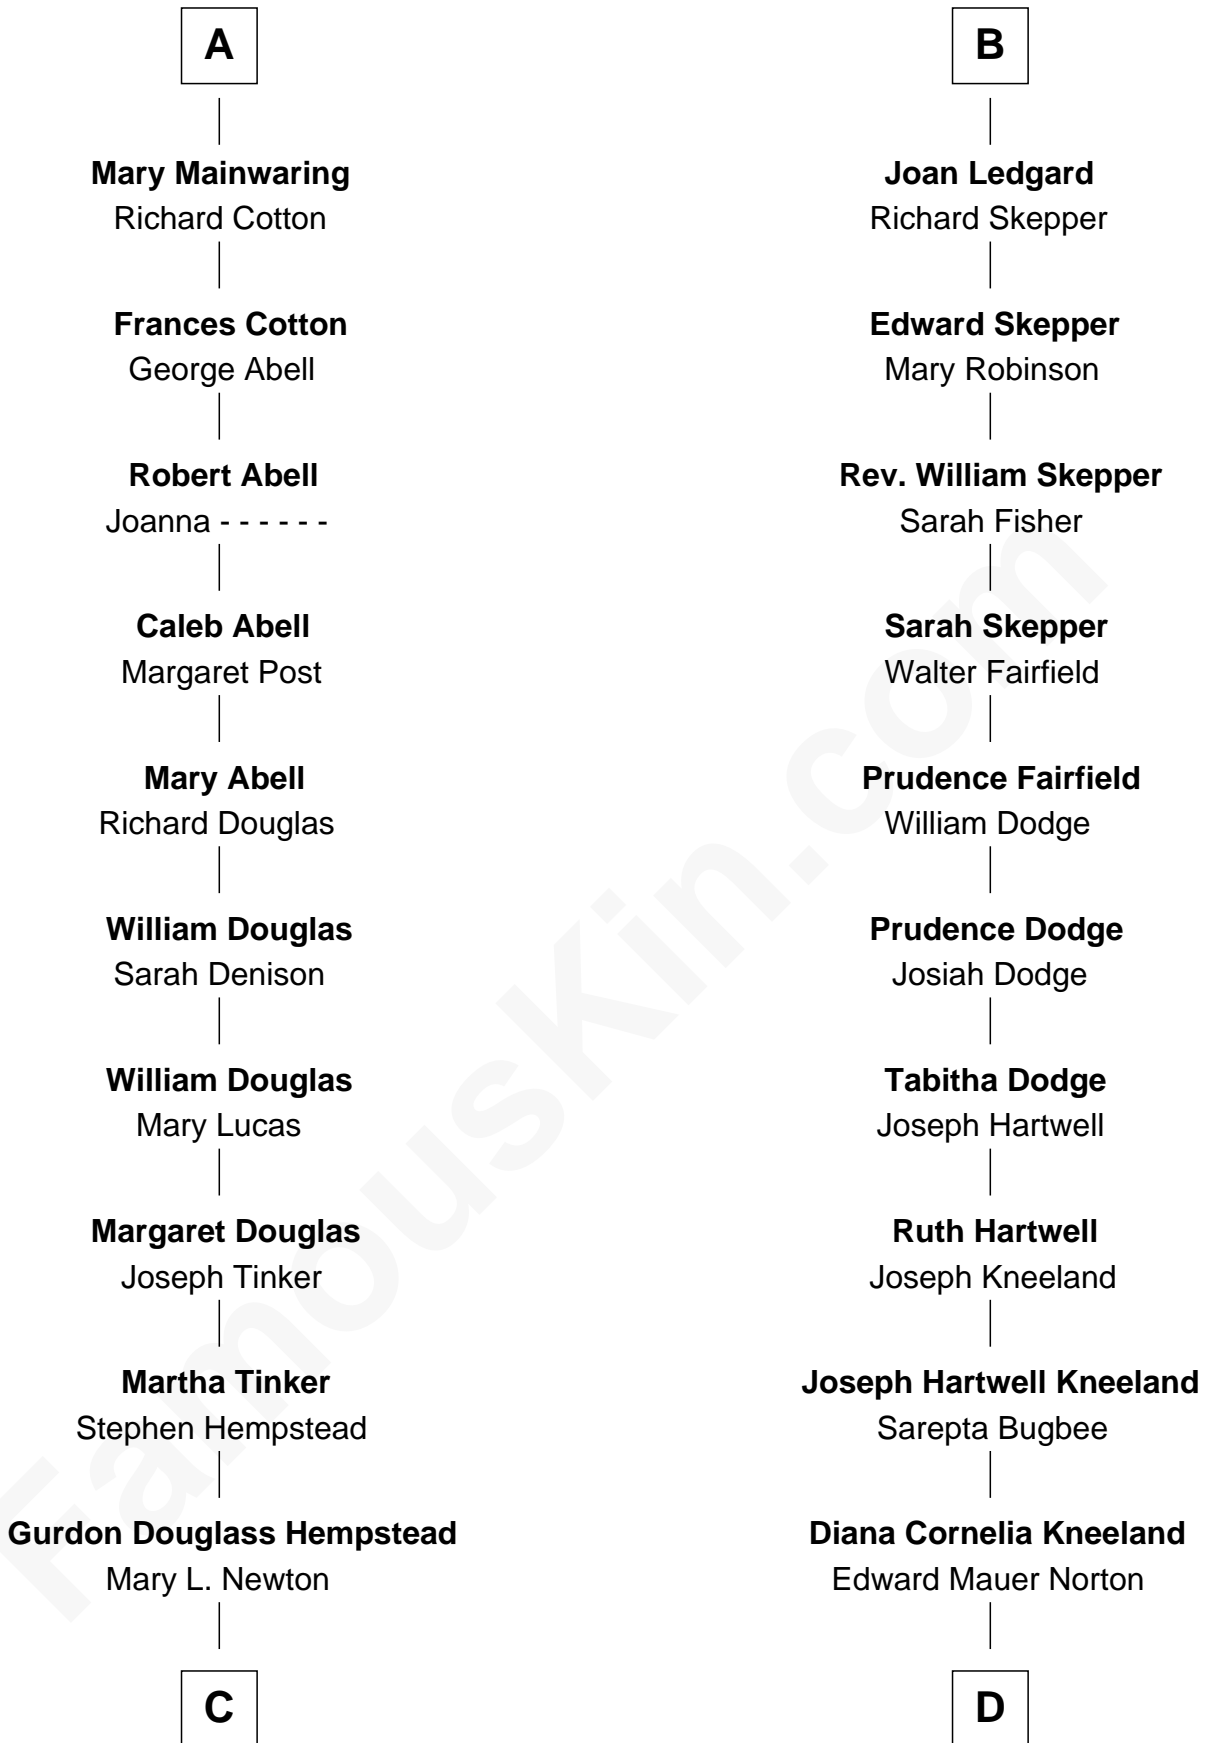 A
Mary Mainwaring
Richard Cotton
Frances Cotton
George Abell
Robert Abell
Joanna - - - - - -
Caleb Abell
Margaret Post
Mary Abell
Richard Douglas
William Douglas
Sarah Denison
William Douglas
Mary Lucas
Margaret Douglas
Joseph Tinker
Martha Tinker
Stephen Hempstead
Gurdon Douglass Hempstead
Mary L. Newton
C
B
Joan Ledgard
Richard Skepper
Edward Skepper
Mary Robinson
Rev. William Skepper
Sarah Fisher
Sarah Skepper
Walter Fairfield
Prudence Fairfield
William Dodge
Prudence Dodge
Josiah Dodge
Tabitha Dodge
Joseph Hartwell
Ruth Hartwell
Joseph Kneeland
Joseph Hartwell Kneeland
Sarepta Bugbee
Diana Cornelia Kneeland
Edward Mauer Norton
D
FamousKin.com